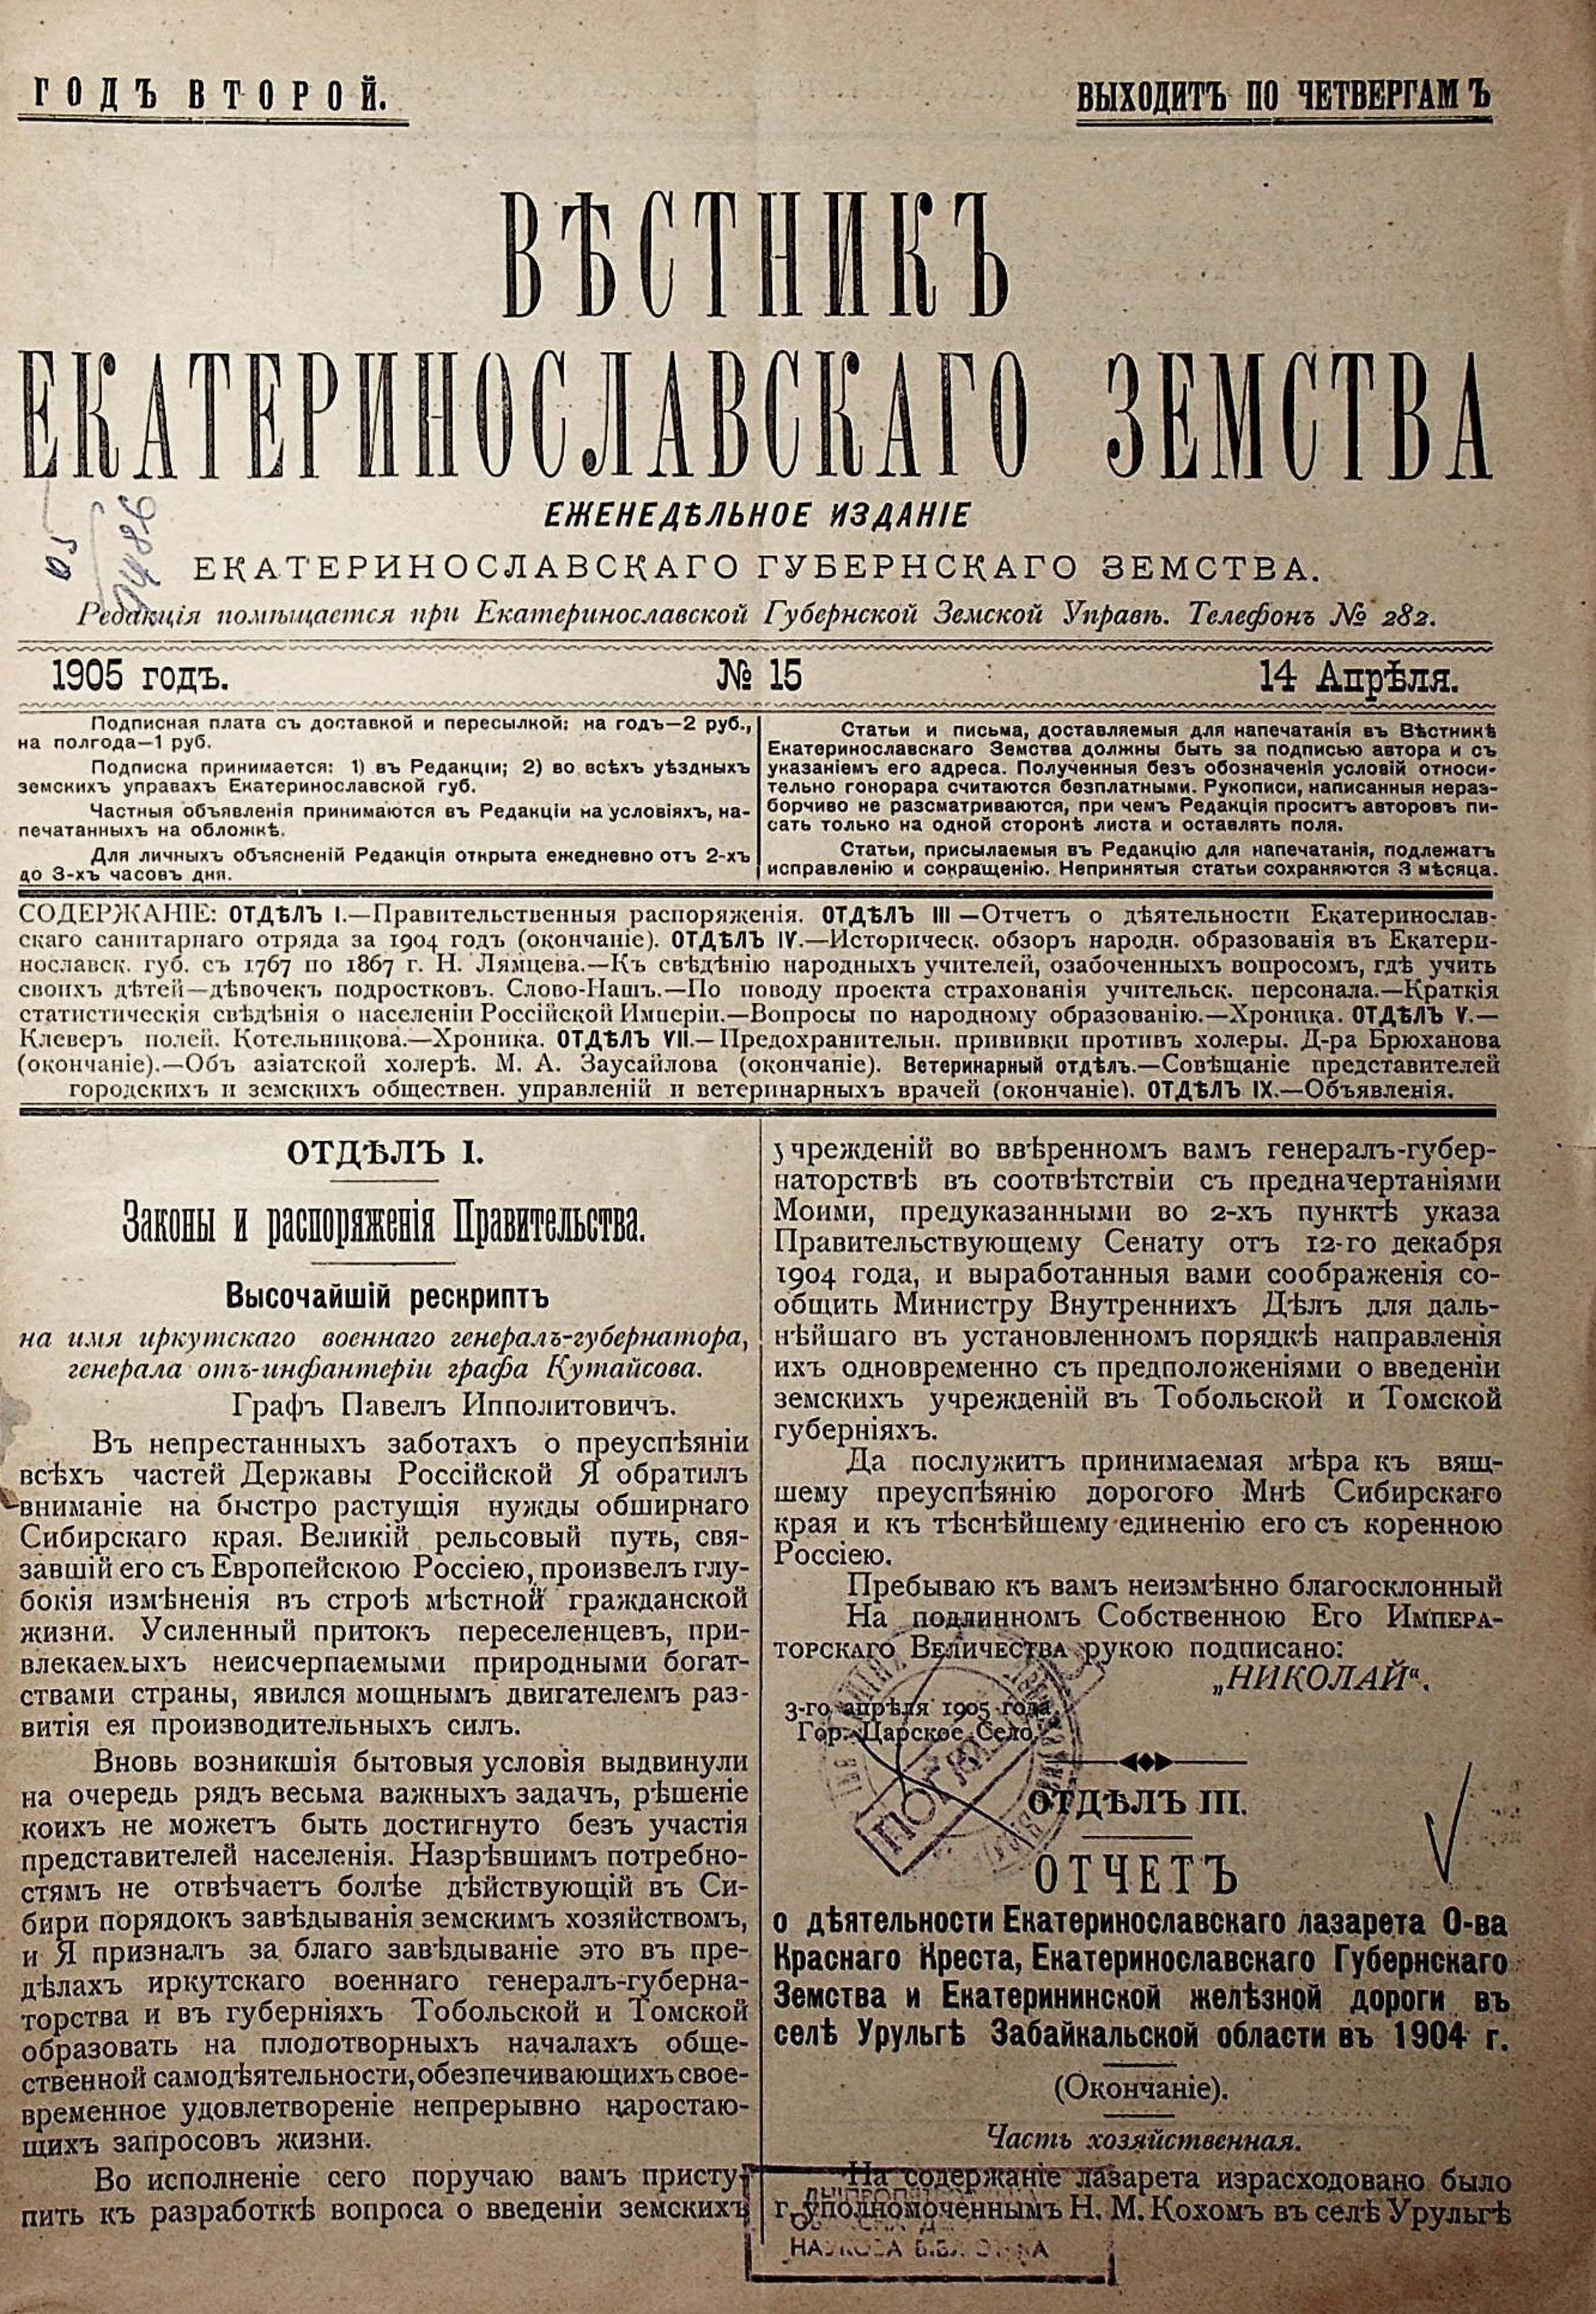 ГОДЪ ВТОРОЙ.
ВЫХОДИТЪ ПО ЧЕТВЕРГАМЪ
ВѢСТНИКЪ
ЕКАТЕРИНОСЛАВСКАГО ЗЕМСТВА
ЕЖЕНЕДѢЛЬНОЕ ИЗДАНІЕ
ЕКАТЕРИНОСЛАВСКАГО ГУБЕРНСКАГО ЗЕМСТВА.
Редакція помѣщается при Екатеринославской Губернской Земской Управѣ. Телефонъ № 282.
1905 годъ. № 15 14 Апрѣля.
Подписная плата съ доставкой и пересылкой: на годъ—2 руб.,
на полгода—1 руб.
Подписка принимается: 1) въ Редакціи; 2) во всѣхъ уѣздныхъ
земскихъ управахъ Екатеринославской губ.
Частныя объявленія принимаются въ Редакціи на условіяхъ, на-
печатанныхъ на обложкѣ.
Для личныхъ объясненій Редакція открыта ежедневно отъ 2-хъ
до 3-хъ часовъ дня.
Статьи и письма, доставляемыя для напечатанія въ Вѣстникѣ
Екатеринославскаго Земства должны быть за подписью автора и съ
указаніемъ его адреса. Полученныя безъ обозначенія условій относи-
тельно гонорара считаются безплатными. Рукописи, написанныя нераз-
борчиво не разсматриваются, при чемъ Редакція проситъ авторовъ пи-
сать только на одной сторонѣ листа и оставлять поля.
Статьи, присылаемыя въ Редакцію для напечатанія, подлежатъ
исправленію и сокращенію. Непринятыя статьи сохраняются 3 мѣсяца.
СОДЕРЖАНІЕ: ОТДѢЛЪ I.—Правительственныя распоряженія. ОТДѢЛЪ III—Отчетъ о дѣятельности Екатеринослав-
скаго санитарнаго отряда за 1904 годъ (окончаніе). ОТДѢЛЪ IV.—Историческ. обзоръ народн. образованія въ Екатери-
нославск. губ. съ 1767 по 1867 г. Н. Лямцева.—Къ свѣдѣнію народныхъ учителей, озабоченныхъ вопросомъ, гдѣ учить
своихъ дѣтей—дѣвочекъ подростковъ. Слово-Нашъ.—По поводу проекта страхованія учительск. персонала.—Краткія
статистическія свѣдѣнія о населеніи Россійской Имперіи.—Вопросы по народному образованію.—Хроника. ОТДѢЛЪ V.—
Клеверъ полей. Котельникова.—Хроника. ОТДѢЛЪ VII.—Предохранительн. прививки противъ холеры. Д-ра Брюханова
(окончаніе).—Объ азіатской холерѣ. М. А. Заусайлова (окончаніе). Ветеринарный отдѣлъ.—Совѣщаніе представителей
городскихъ и земскихъ обществен. управленій и ветеринарныхъ врачей (окончаніе). ОТДѢЛЪ IX.—Объявленія.
ОТДѢЛЪ I.
Законы и распоряженія Правительства.
Высочайшій рескриптъ
на имя иркутскаго военнаго генералъ-губернатора,
генерала отъ-инфантеріи графа Кутайсова.
Графъ Павелъ Ипполитовичъ.
Въ непрестанныхъ заботахъ о преуспѣяніи
всѣхъ частей Державы Россійской Я обратилъ
вниманіе на быстро растущія нужды обширнаго
Сибирскаго края. Великій рельсовый путь, свя-
завшій его съ Европейскою Россіею, произвелъ глу-
бокія измѣненія въ строѣ мѣстной гражданской
жизни. Усиленный притокъ переселенцевъ, при-
влекаемыхъ неисчерпаемыми природными богат-
ствами страны, явился мощнымъ двигателемъ раз-
витія ея производительныхъ силъ.
Вновь возникшія бытовыя условія выдвинули
на очередь рядъ весьма важныхъ задачъ, рѣшеніе
коихъ не можетъ быть достигнуто безъ участія
представителей населенія. Назрѣвшимъ потребно-
стямъ не отвѣчаетъ болѣе дѣйствующій въ Си-
бири порядокъ завѣдыванія земскимъ хозяйствомъ,
и Я призналъ за благо завѣдываніе это въ пре-
дѣлахъ иркутскаго военнаго генералъ-губерна-
торства и въ губерніяхъ Тобольской и Томской
образовать на плодотворныхъ началахъ обще-
ственной самодѣятельности, обезпечивающихъ свое-
временное удовлетвореніе непрерывно наростаю-
щихъ запросовъ жизни.
Во исполненіе сего поручаю вамъ присту-
пить къ разработкѣ вопроса о введеніи земскихъ
учрежденій во ввѣренномъ вамъ генералъ-губер-
наторствѣ въ соотвѣтствіи съ предначертаніями
Моими, предуказанными во 2-хъ пунктѣ указа
Правительствующему Сенату отъ 12-го декабря
1904 года, и выработанныя вами соображенія со-
общить Министру Внутреннихъ Дѣлъ для даль-
нѣйшаго въ установленномъ порядкѣ направленія
ихъ одновременно съ предположеніями о введеніи
земскихъ учрежденій въ Тобольской и Томской
губерніяхъ.
Да послужитъ принимаемая мѣра къ вящ-
шему преуспѣянію дорогого Мнѣ Сибирскаго
края и къ тѣснѣйшему единенію его съ коренною
Россіею.
Пребываю къ вамъ неизмѣнно благосклонный
На подлинномъ Собственною Его ИМПЕРА-
ТОРСКАГО ВЕЛИЧЕСТВА рукою подписано:
„НИКОЛАЙ“.
3-го апрѣля 1905 года.
Гор. Царское Село.
ПОГА
ОТДѢЛЪ III.
ОТЧЕТЪ
о дѣятельности Екатеринославскаго лазарета О-ва
Краснаго Креста, Екатеринославскаго Губернскаго
Земства и Екатерининской желѣзной дороги въ
селѣ Урульгѣ Забайкальской области въ 1904 г.
(Окончаніе).
Часть хозяйственная.
На содержаніе лазарета израсходовано было
г. уполномоченнымъ Н. М. Кохомъ въ селѣ Урульгѣ
НАУКОВА БІБЛІОТЕКА